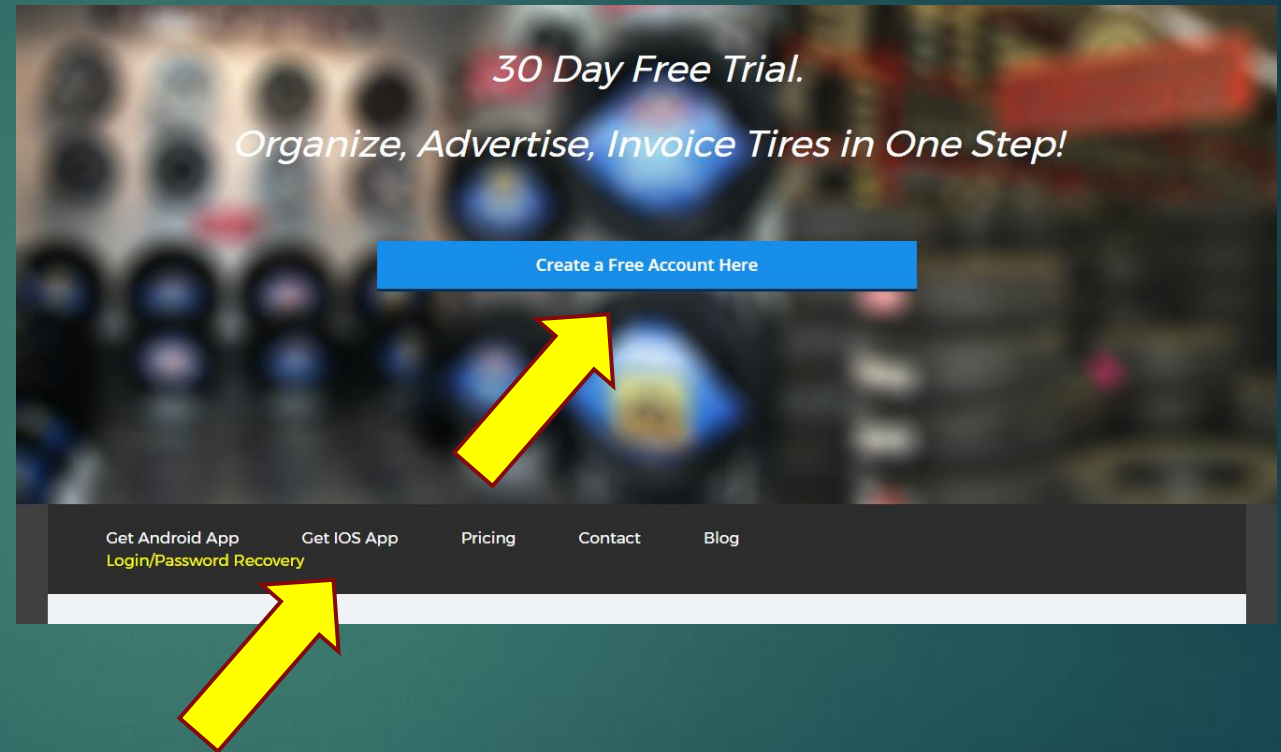 30 Day Free Trial.
Organize, Advertise, Invoice Tires in One Step!
Create a Free Account Here
Get Android App Get IOS App Pricing Contact Blog
Login/Password Recovery